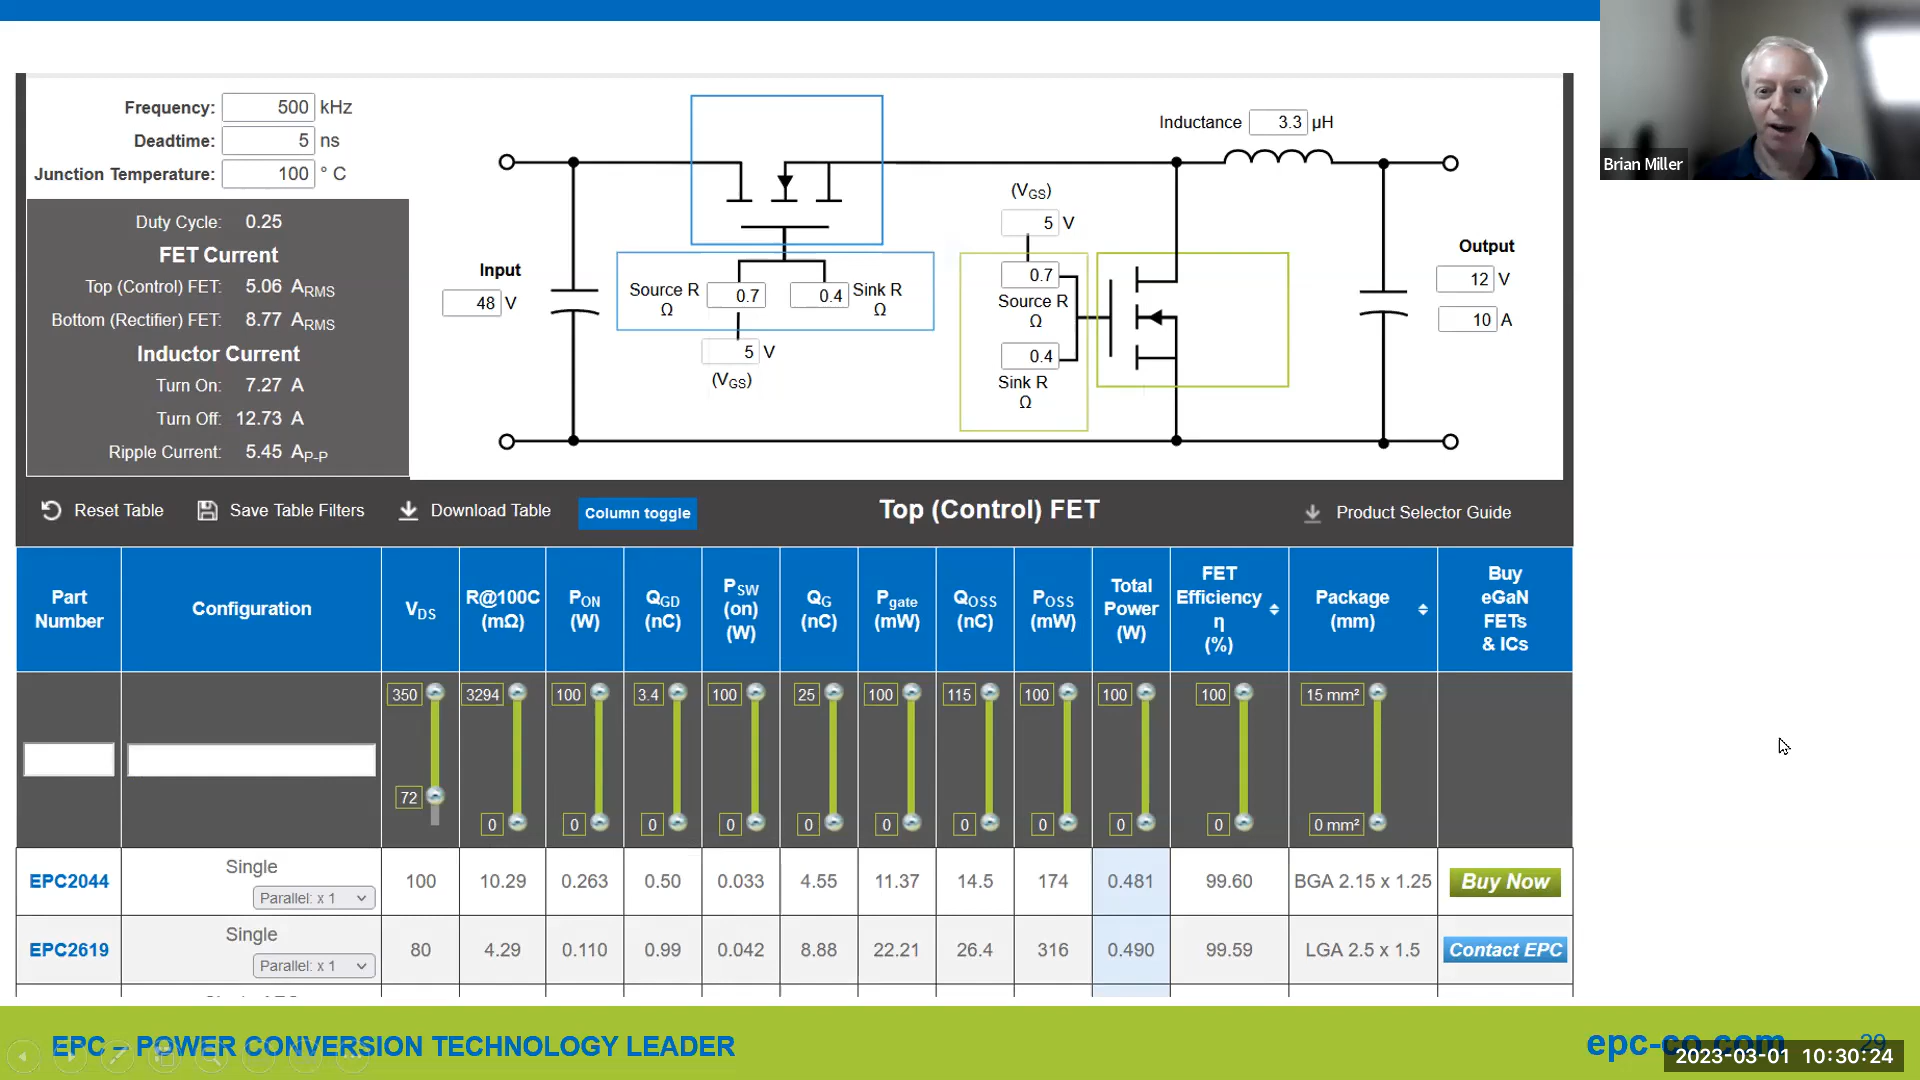 Brian Miller
Frequency: 500 kHz
Deadtime: 5 ns
Junction Temperature: 100 ° C
Duty Cycle: 0.25
FET Current
Top (Control) FET: 5.06 ARMS
Bottom (Rectifier) FET: 8.77 ARMS
Inductor Current
Turn On: 7.27 A
Turn Off: 12.73 A
Ripple Current: 5.45 AP-P
Input
48 V
Source R
Ω
0.7
0.4
Sink R
Ω
5 V
(VGS)
(VGS)
5 V
0.7
Source R
Ω
0.4
Sink R
Ω
Inductance 3.3 µH
Output
12 V
10 A
Reset Table
Save Table Filters
Download Table
Column toggle
Top (Control) FET
Product Selector Guide
Part
Number
Configuration
VDS
R@100C
(mΩ)
PON
(W)
QGD
(nC)
PSW
(on)
(W)
QG
(nC)
Pgate
(mW)
QOSS
(nC)
POSS
(mW)
Total
Power
(W)
FET
Efficiency
η
(%)
Package
(mm)
Buy
eGaN
FETs
& ICs
350 3294 100 3.4 100 25 100 115 100 100 100 15 mm²
72
0 0 0 0 0 0 0 0 0 0 0 mm²
EPC2044 Single 100 10.29 0.263 0.50 0.033 4.55 11.37 14.5 174 0.481 99.60 BGA 2.15 x 1.25 Buy Now
Parallel: x 1
EPC2619 Single 80 4.29 0.110 0.99 0.042 8.88 22.21 26.4 316 0.490 99.59 LGA 2.5 x 1.5 Contact EPC
Parallel: x 1
EPC – POWER CONVERSION TECHNOLOGY LEADER
epc-co.com
29
2023-03-01 10:30:24